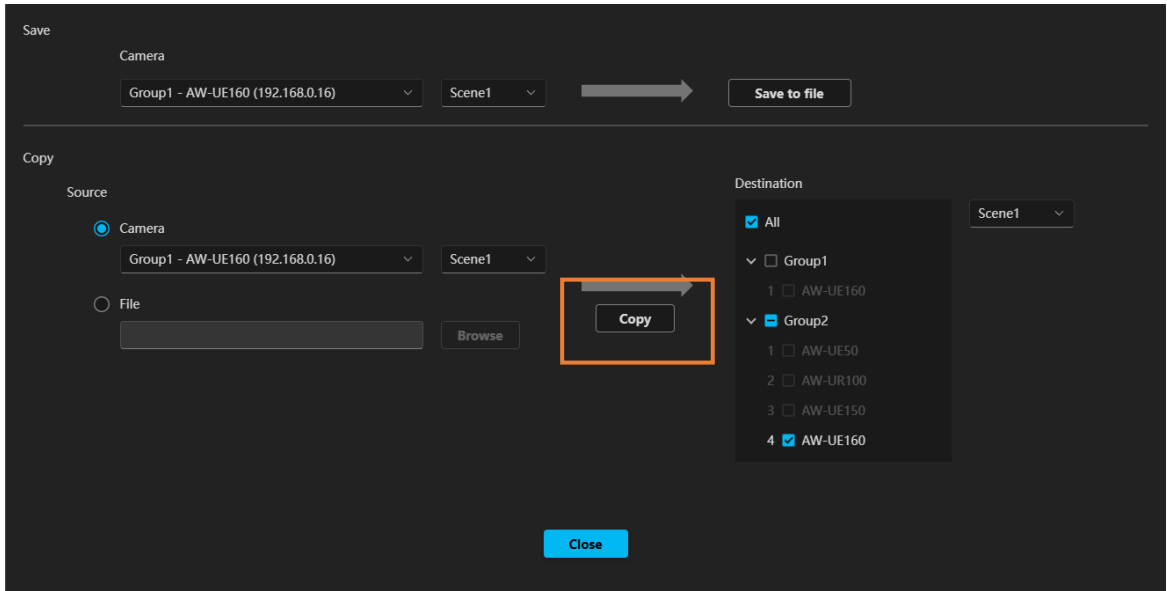 Save
Camera
Group1 - AW-UE160 (192.168.0.16) Scene1 Save to file
Copy
Source
Destination
Camera
All
Scene1
Group1 - AW-UE160 (192.168.0.16) Scene1
Group1
1 AW-UE160
File
Copy
Group2
Browse
1 AW-UE50
2 AW-UR100
3 AW-UE150
4 AW-UE160
Close